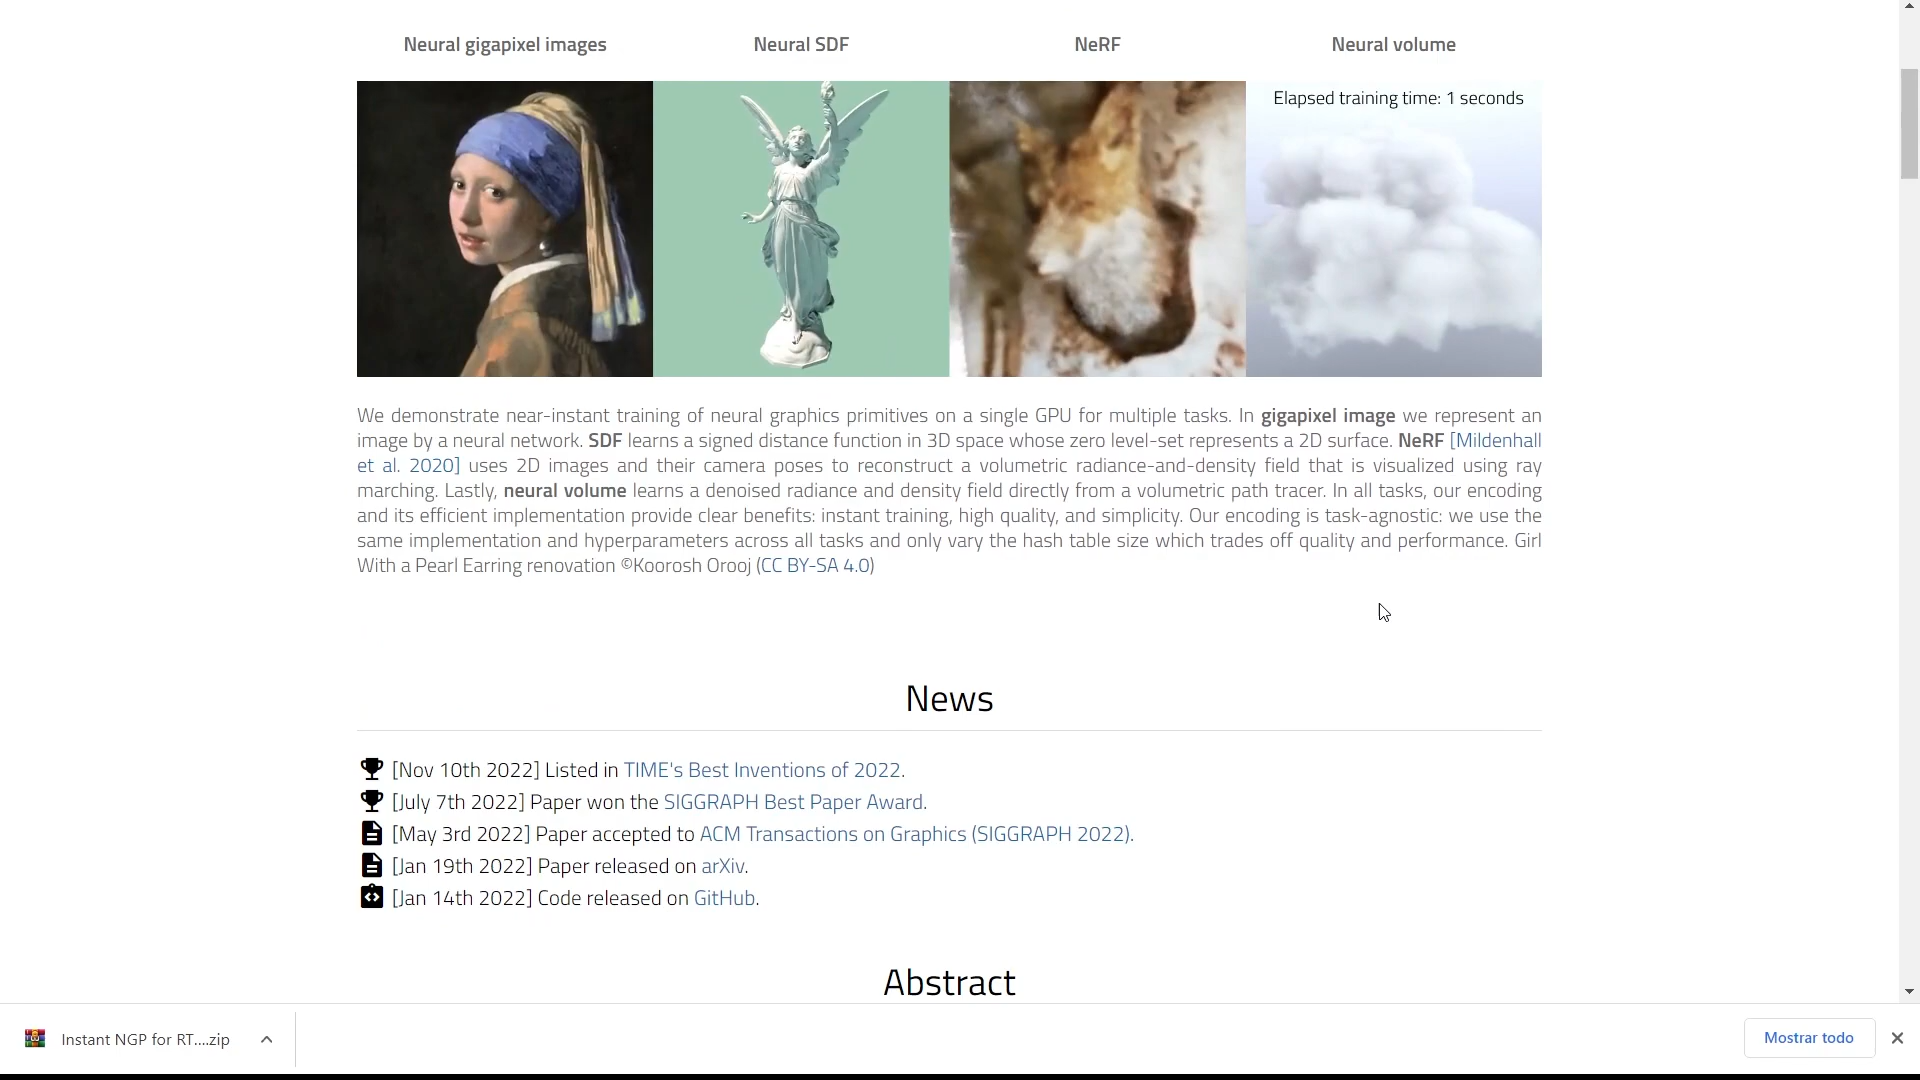 Neural gigapixel images Neural SDF NeRF Neural volume
Elapsed training time: 1 seconds
We demonstrate near-instant training of neural graphics primitives on a single GPU for multiple tasks. In gigapixel image we represent an
image by a neural network. SDF learns a signed distance function in 3D space whose zero level-set represents a 2D surface. NeRF [Mildenhall
et al. 2020] uses 2D images and their camera poses to reconstruct a volumetric radiance-and-density field that is visualized using ray
marching. Lastly, neural volume learns a denoised radiance and density field directly from a volumetric path tracer. In all tasks, our encoding
and its efficient implementation provide clear benefits: instant training, high quality, and simplicity. Our encoding is task-agnostic: we use the
same implementation and hyperparameters across all tasks and only vary the hash table size which trades off quality and performance. Girl
With a Pearl Earring renovation ©Koorosh Orooj (CC BY-SA 4.0)
News
[Nov 10th 2022] Listed in TIME's Best Inventions of 2022.
[July 7th 2022] Paper won the SIGGRAPH Best Paper Award.
[May 3rd 2022] Paper accepted to ACM Transactions on Graphics (SIGGRAPH 2022).
[Jan 19th 2022] Paper released on arXiv.
[Jan 14th 2022] Code released on GitHub.
Abstract
Instant NGP for RT....zip
Mostrar todo